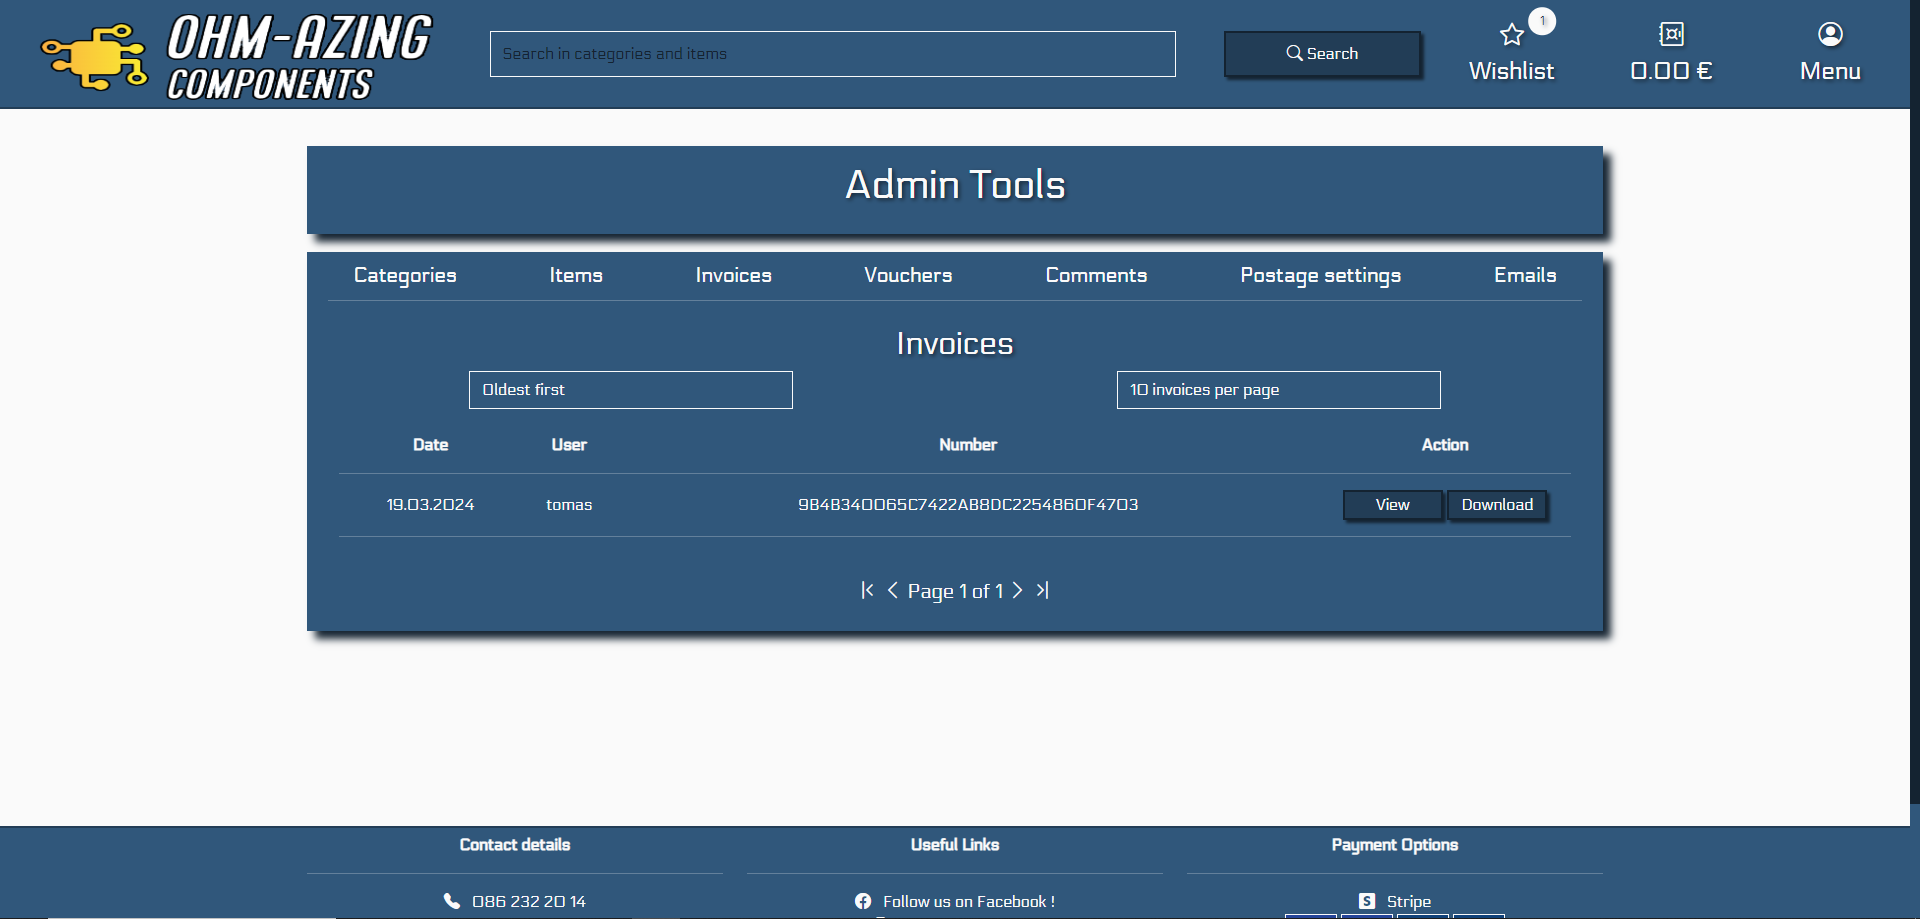 OHM-AZING
COMPONENTS
Search in categories and items
Search
1
Wishlist
0.00 €
Menu
Admin Tools
Categories Items Invoices Vouchers Comments Postage settings Emails
Invoices
Oldest first 10 invoices per page
Date User Number Action
19.03.2024 tomas 9B4B340065C7422AB8DC2254860F4703 View Download
Page 1 of 1
Contact details Useful Links Payment Options
086 232 20 14 Follow us on Facebook ! Stripe